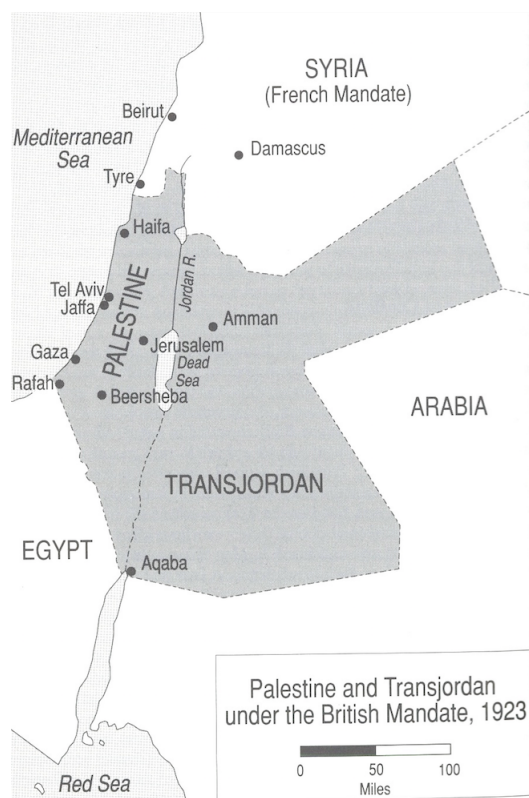 SYRIA
(French Mandate)
Beirut
Mediterranean
Sea
Damascus
Tyre
Haifa
Jordan R.
PALESTINE
Tel Aviv
Jaffa
Amman
Jerusalem
Gaza
Dead
Sea
Rafah
Beersheba
ARABIA
TRANSJORDAN
EGYPT
Aqaba
Palestine and Transjordan
under the British Mandate, 1923
0 50 100
Miles
Red Sea